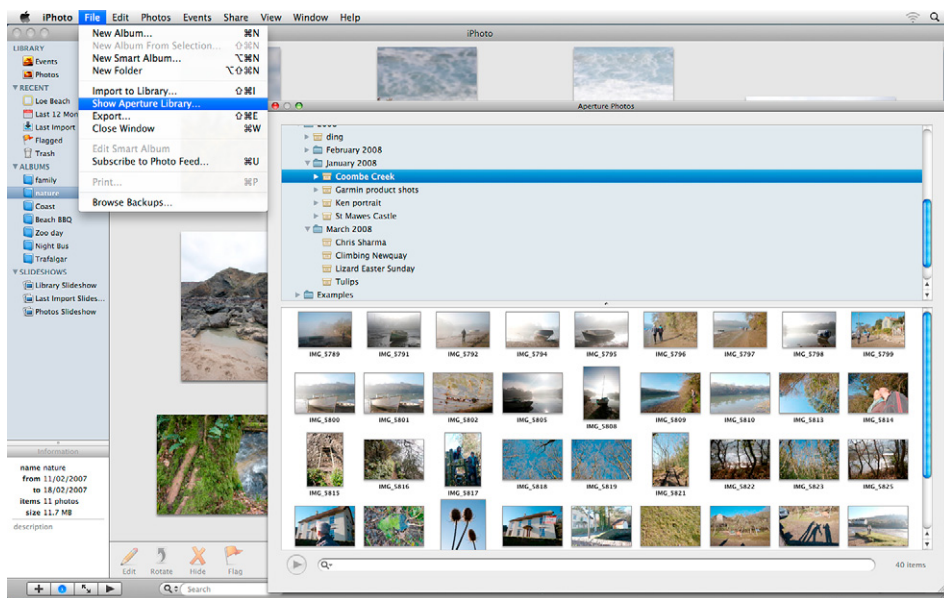 iPhoto File Edit Photos Events Share View Window Help
iPhoto
LIBRARY
Events
Photos
▼RECENT
Loe Beach
Last 12 Mon
Last Import
Flagged
Trash
▼ALBUMS
family
nature
Coast
Beach BBQ
Zoo day
Night Bus
Trafalgar
▼SLIDESHOWS
Library Slideshow
Last Import Slides...
Photos Slideshow
New Album... ⌘N
New Album From Selection... ⇧⌘N
New Smart Album... ⌥⌘N
New Folder ⌥⇧⌘N
Import to Library... ⇧⌘I
Show Aperture Library...
Export... ⇧⌘E
Close Window ⌘W
Edit Smart Album
Subscribe to Photo Feed... ⌘U
Print... ⌘P
Browse Backups...
Aperture Photos
ding
February 2008
January 2008
Coombe Creek
Garmin product shots
Ken portrait
St Mawes Castle
March 2008
Chris Sharma
Climbing Newquay
Lizard Easter Sunday
Tulips
Examples
IMG_5789 IMG_5791 IMG_5792 IMG_5794 IMG_5795 IMG_5796 IMG_5797 IMG_5798 IMG_5799
IMG_5800 IMG_5801 IMG_5802 IMG_5805 IMG_5808 IMG_5809 IMG_5810 IMG_5813 IMG_5814
IMG_5815 IMG_5816 IMG_5817 IMG_5818 IMG_5819 IMG_5821 IMG_5822 IMG_5823 IMG_5825
40 items
Information
name nature
from 11/02/2007
to 18/02/2007
items 11 photos
size 11.7 MB
description
Edit Rotate Hide Flag
Search